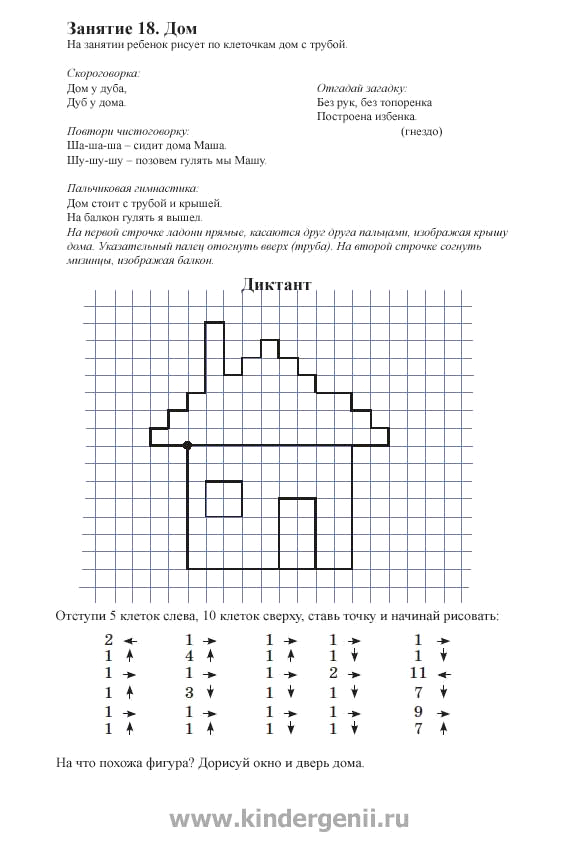 Занятие 18. Дом
На занятии ребенок рисует по клеточкам дом с трубой.
Скороговорка:
Дом у дуба,
Дуб у дома.
Отгадай загадку:
Без рук, без топоренка
Построена избенка.
(гнездо)
Повтори чистоговорку:
Ша-ша-ша – сидит дома Маша.
Шу-шу-шу – позовем гулять мы Машу.
Пальчиковая гимнастика:
Дом стоит с трубой и крышей.
На балкон гулять я вышел.
На первой строчке ладони прямые, касаются друг друга пальцами, изображая крышу
дома. Указательный палец отогнуть вверх (труба). На второй строчке согнуть
мизинцы, изображая балкон.
Диктант
Отступи 5 клеток слева, 10 клеток сверху, ставь точку и начинай рисовать:
2 ← 1 → 1 → 1 → 1 →
1 ↑ 4 ↑ 1 ↑ 1 ↓ 1 ↓
1 → 1 → 1 → 2 → 11 ←
1 ↑ 3 ↓ 1 ↓ 1 ↓ 7 ↓
1 → 1 → 1 → 1 → 9 →
1 ↑ 1 ↑ 1 ↓ 1 ↓ 7 ↑
На что похожа фигура? Дорисуй окно и дверь дома.
www.kindergenii.ru